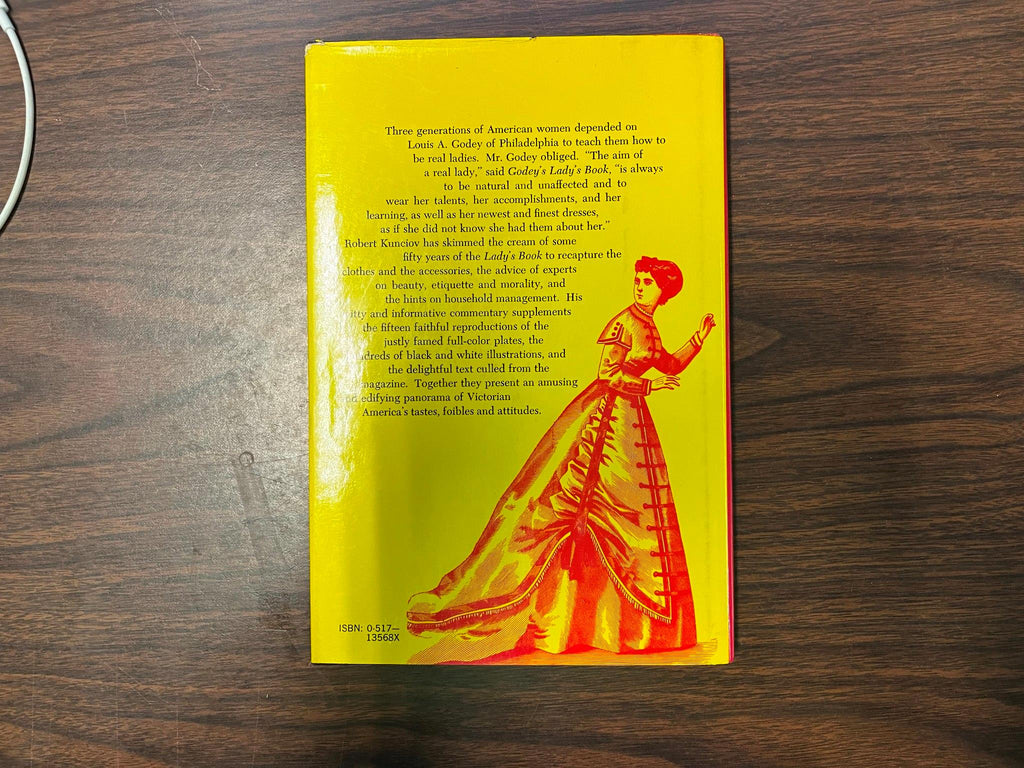 Three generations of American women depended on
Louis A. Godey of Philadelphia to teach them how to
be real ladies. Mr. Godey obliged. "The aim of
a real lady," said Godey's Lady's Book, "is always
to be natural and unaffected and to
wear her talents, her accomplishments, and her
learning, as well as her newest and finest dresses,
as if she did not know she had them about her."
Robert Kunciov has skimmed the cream of some
fifty years of the Lady's Book to recapture the
clothes and the accessories, the advice of experts
on beauty, etiquette and morality, and
the hints on household management. His
witty and informative commentary supplements
the fifteen faithful reproductions of the
justly famed full-color plates, the
hundreds of black and white illustrations, and
the delightful text culled from the
magazine. Together they present an amusing
and edifying panorama of Victorian
America's tastes, foibles and attitudes.
ISBN: 0-517—
13568X